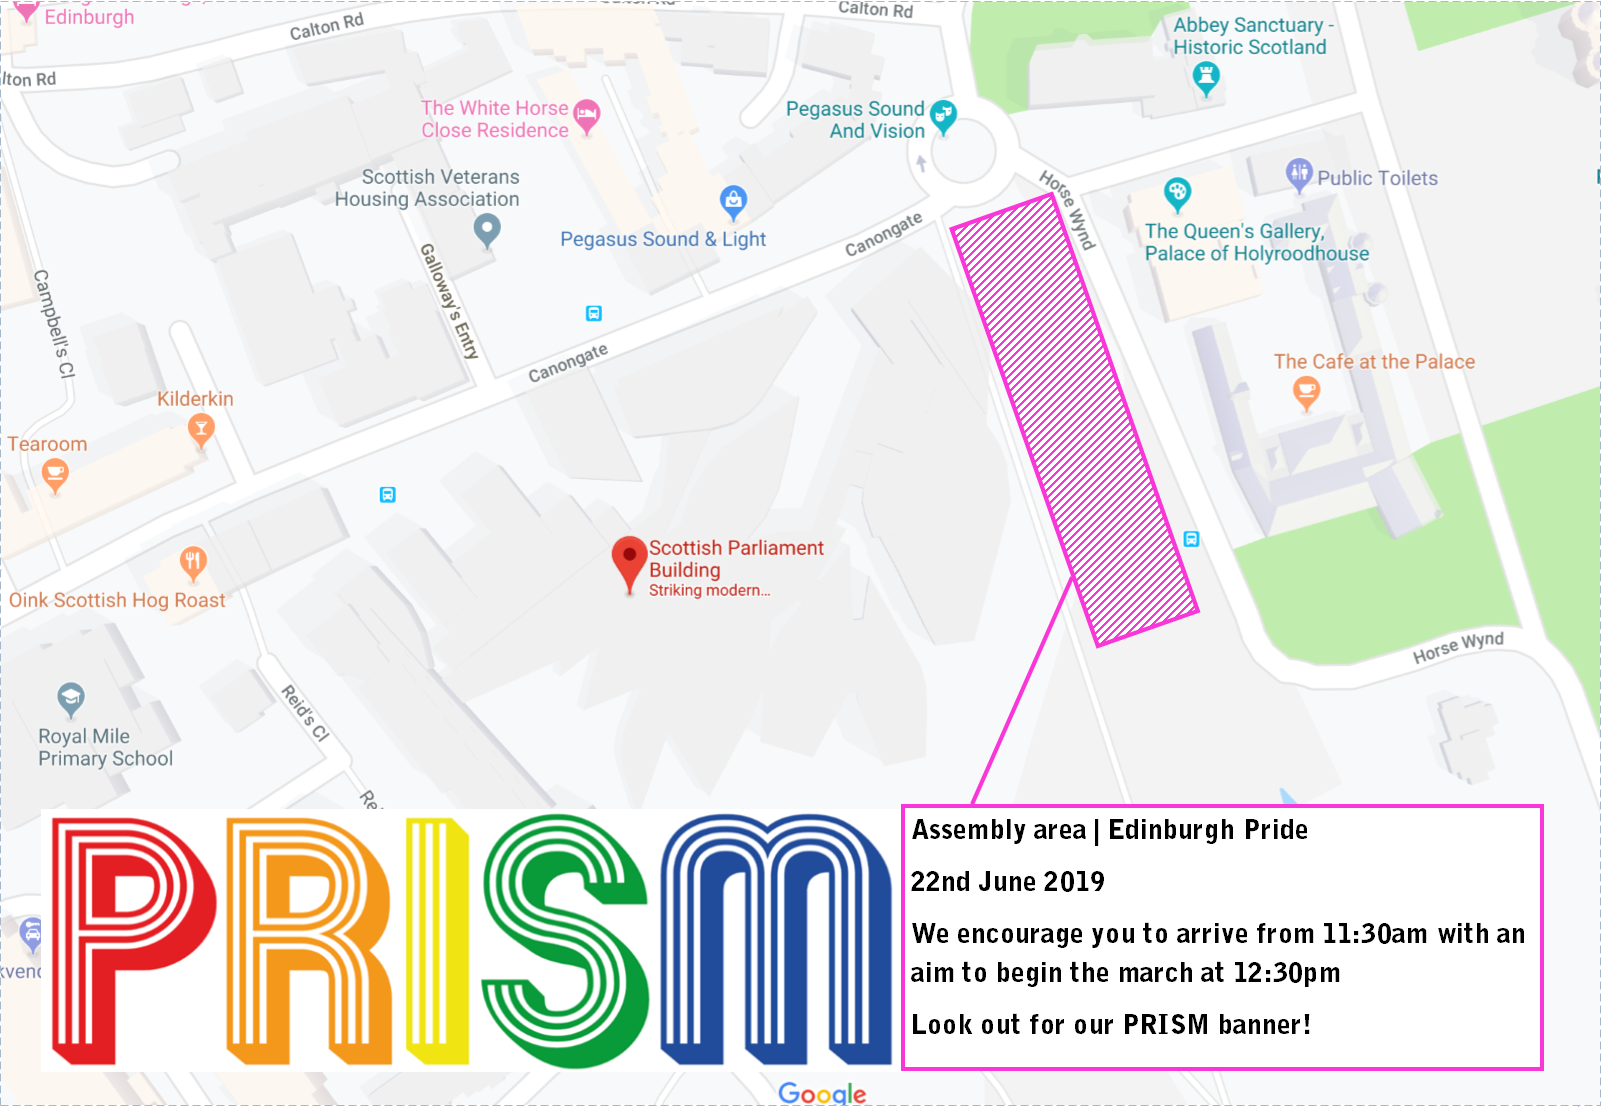 Edinburgh
Calton Rd
Calton Rd
lton Rd
Abbey Sanctuary -
Historic Scotland
The White Horse
Close Residence
Pegasus Sound
And Vision
Scottish Veterans
Housing Association
Public Toilets
Horse Wynd
Pegasus Sound & Light
Canongate
The Queen's Gallery,
Palace of Holyroodhouse
Galloway's Entry
Campbell's Cl
Canongate
The Cafe at the Palace
Kilderkin
Tearoom
Scottish Parliament
Building
Striking modern...
Oink Scottish Hog Roast
Horse Wynd
Reid's Cl
Royal Mile
Primary School
Re
PRISM
Assembly area | Edinburgh Pride
22nd June 2019
We encourage you to arrive from 11:30am with an
aim to begin the march at 12:30pm
Look out for our PRISM banner!
Google